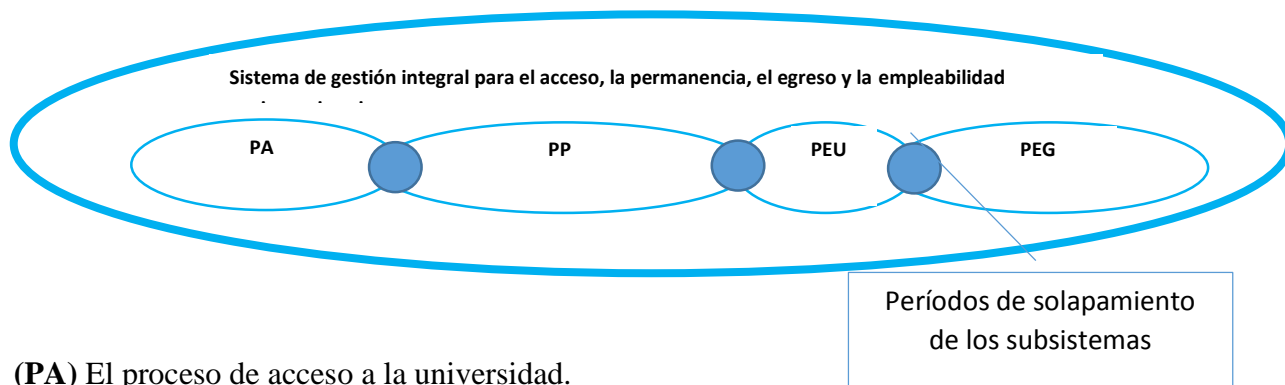 Sistema de gestión integral para el acceso, la permanencia, el egreso y la empleabilidad
PA
PP
PEU
PEG
Períodos de solapamiento
de los subsistemas
(PA) El proceso de acceso a la universidad.